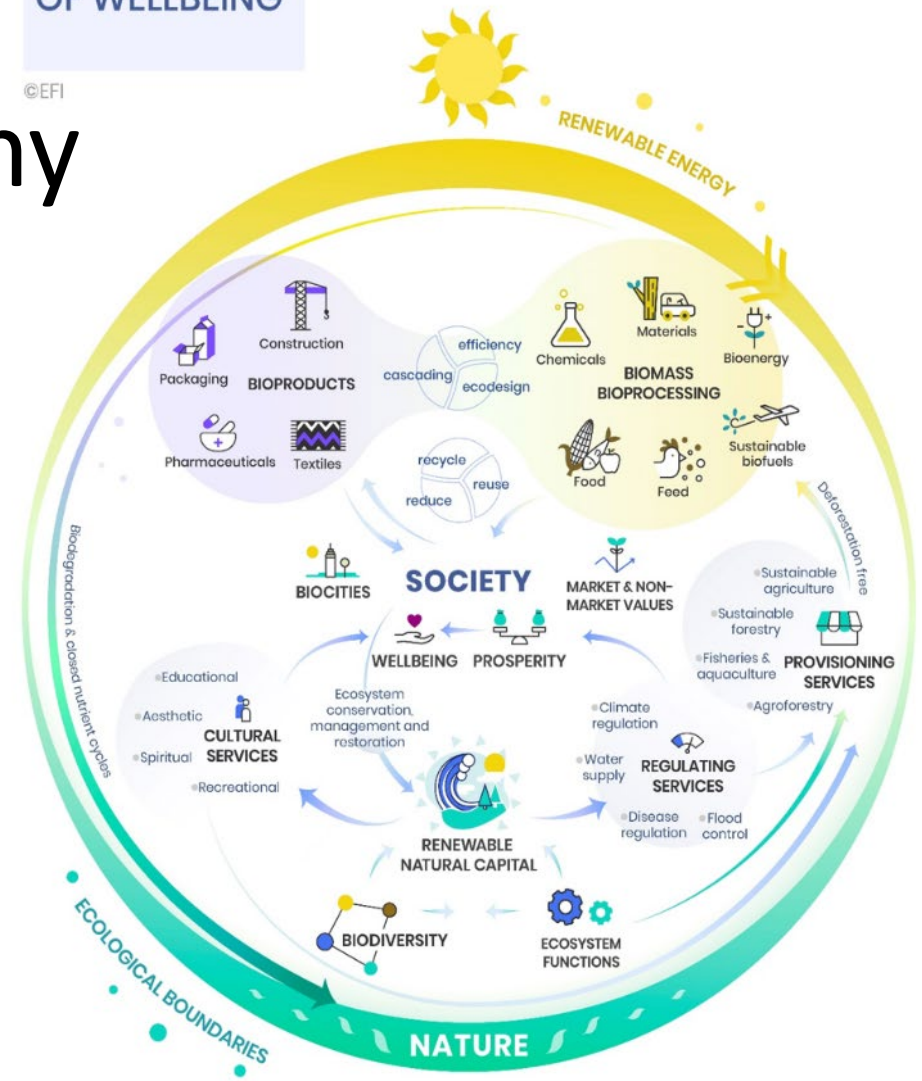 OF WELLBEING
©EFI
ny
RENEWABLE ENERGY
Construction
Packaging
BIOPRODUCTS
Pharmaceuticals
Textiles
efficiency
cascading
ecodesign
Chemicals
Materials
Bioenergy
BIOMASS
BIOPROCESSING
Sustainable
biofuels
Food
Feed
recycle
reuse
reduce
Deforestation free
Biodegradation & closed nutrient cycles
BIOCITIES
SOCIETY
MARKET & NON-
MARKET VALUES
WELLBEING
PROSPERITY
Sustainable
agriculture
Sustainable
forestry
Fisheries &
aquaculture
PROVISIONING
SERVICES
Agroforestry
Educational
Aesthetic
CULTURAL
SERVICES
Spiritual
Recreational
Ecosystem
conservation,
management and
restoration
Climate
regulation
Water
supply
REGULATING
SERVICES
Disease
regulation
Flood
control
RENEWABLE
NATURAL CAPITAL
BIODIVERSITY
ECOSYSTEM
FUNCTIONS
ECOLOGICAL BOUNDARIES
NATURE